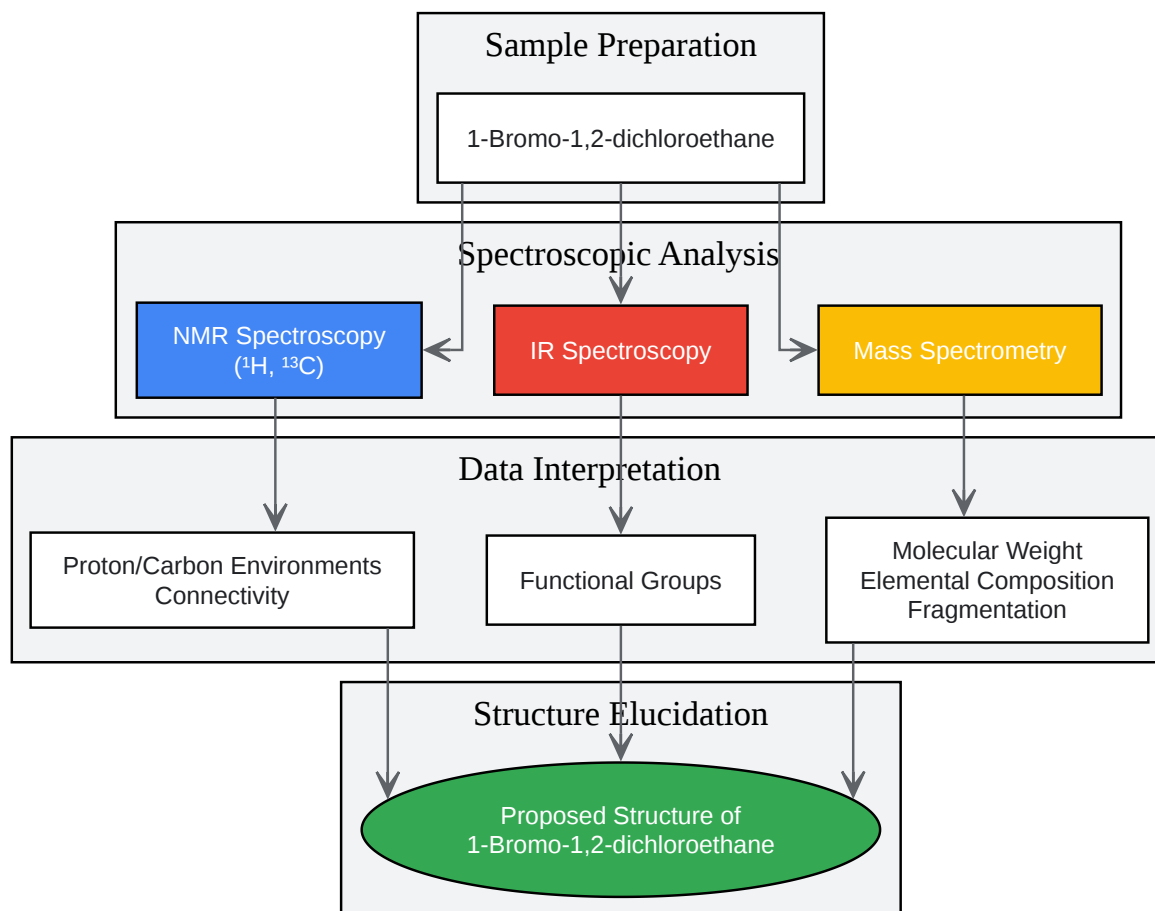 Sample Preparation
1-Bromo-1,2-dichloroethane
Spectroscopic Analysis
NMR Spectroscopy
(¹H, ¹³C)
IR Spectroscopy
Mass Spectrometry
Data Interpretation
Proton/Carbon Environments
Connectivity
Functional Groups
Molecular Weight
Elemental Composition
Fragmentation
Structure Elucidation
Proposed Structure of
1-Bromo-1,2-dichloroethane